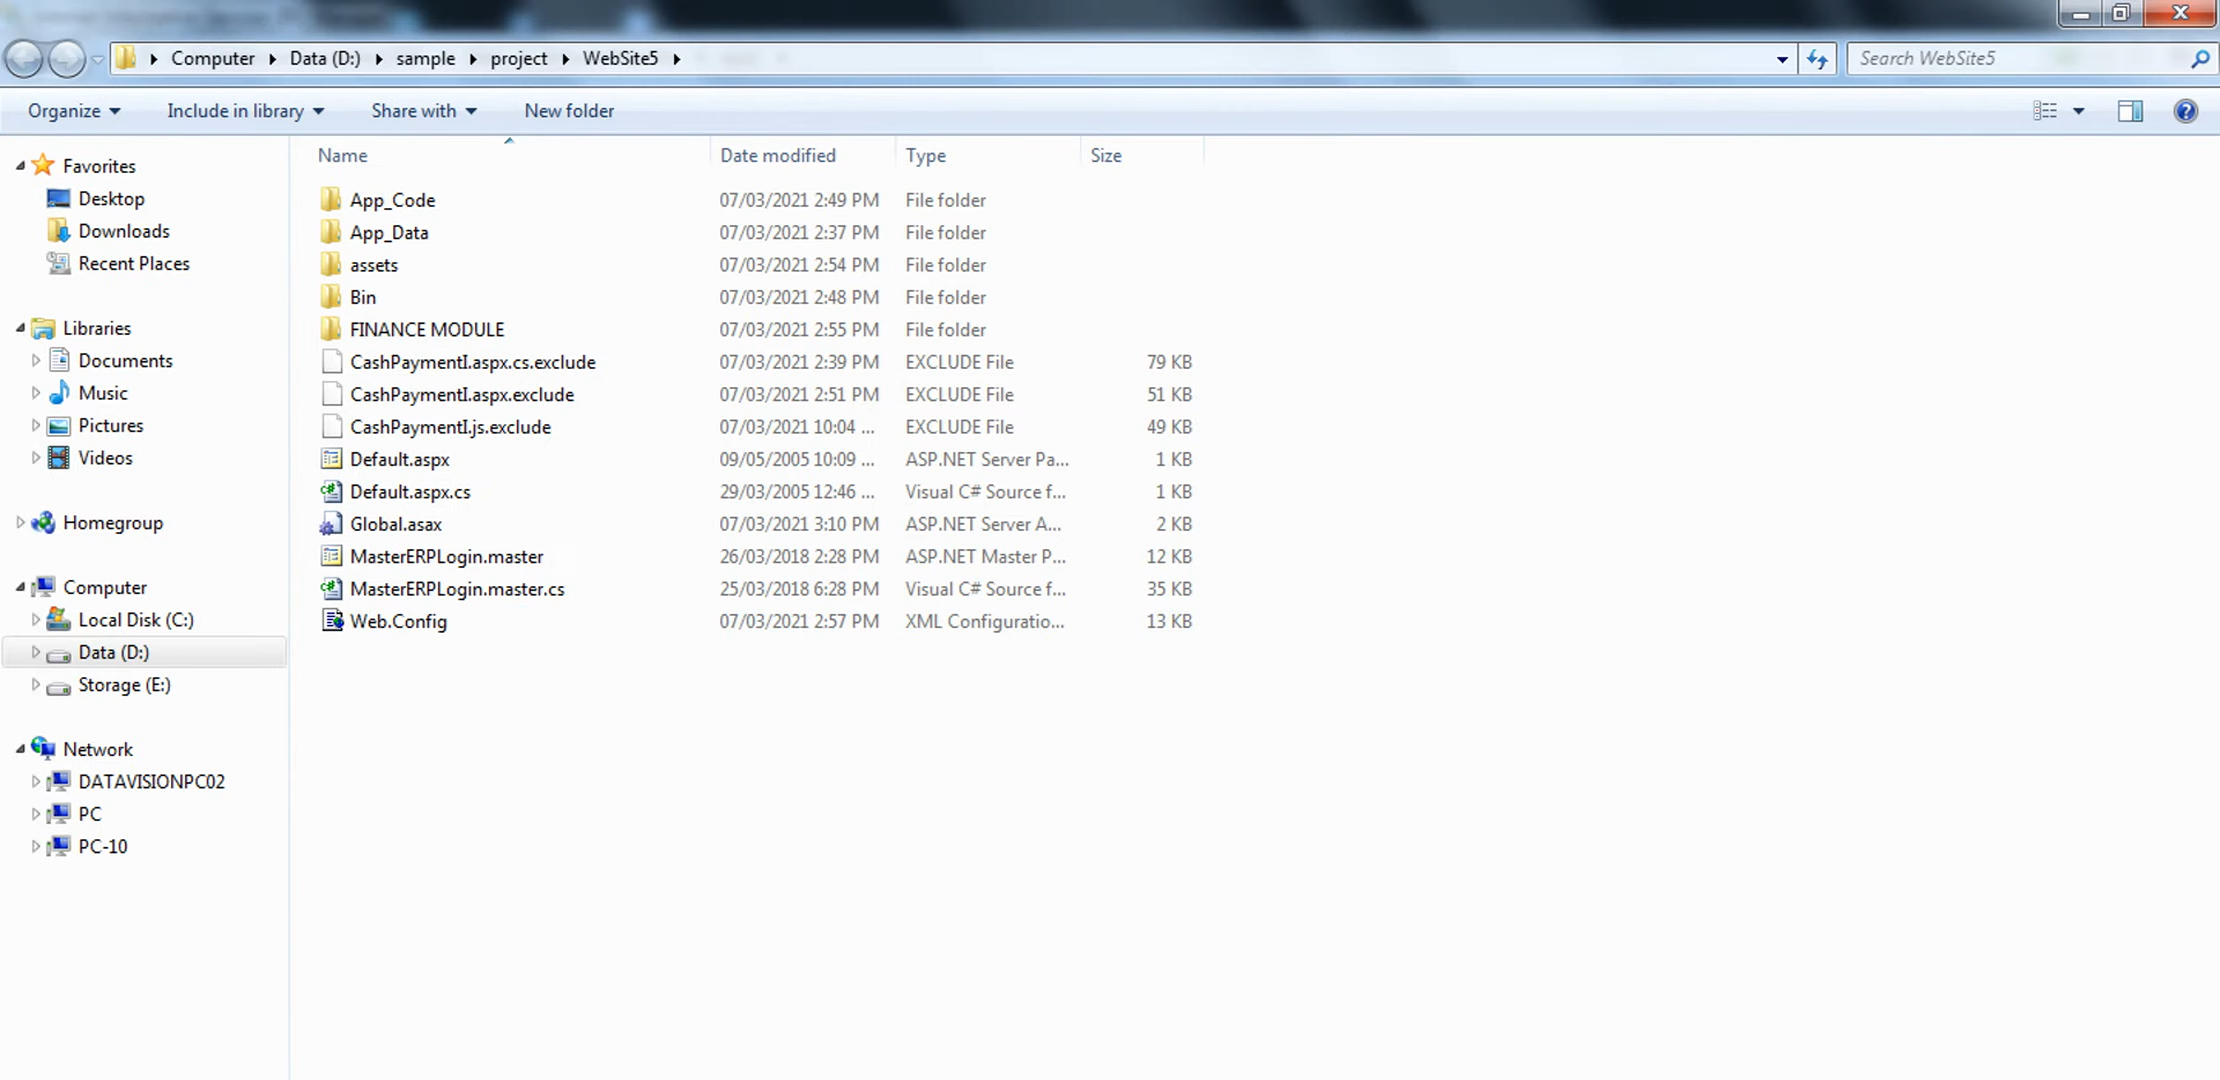 Computer Data (D:) sample project WebSite5
Search WebSite5
Organize Include in library Share with New folder
Name Date modified Type Size
Favorites
Desktop
Downloads
Recent Places
Libraries
Documents
Music
Pictures
Videos
Homegroup
Computer
Local Disk (C:)
Data (D:)
Storage (E:)
Network
DATAVISIONPC02
PC
PC-10
App_Code 07/03/2021 2:49 PM File folder
App_Data 07/03/2021 2:37 PM File folder
assets 07/03/2021 2:54 PM File folder
Bin 07/03/2021 2:48 PM File folder
FINANCE MODULE 07/03/2021 2:55 PM File folder
CashPaymentI.aspx.cs.exclude 07/03/2021 2:39 PM EXCLUDE File 79 KB
CashPaymentI.aspx.exclude 07/03/2021 2:51 PM EXCLUDE File 51 KB
CashPaymentI.js.exclude 07/03/2021 10:04 ... EXCLUDE File 49 KB
Default.aspx 09/05/2005 10:09 ... ASP.NET Server Pa... 1 KB
Default.aspx.cs 29/03/2005 12:46 ... Visual C# Source f... 1 KB
Global.asax 07/03/2021 3:10 PM ASP.NET Server A... 2 KB
MasterERPLogin.master 26/03/2018 2:28 PM ASP.NET Master P... 12 KB
MasterERPLogin.master.cs 25/03/2018 6:28 PM Visual C# Source f... 35 KB
Web.Config 07/03/2021 2:57 PM XML Configuratio... 13 KB